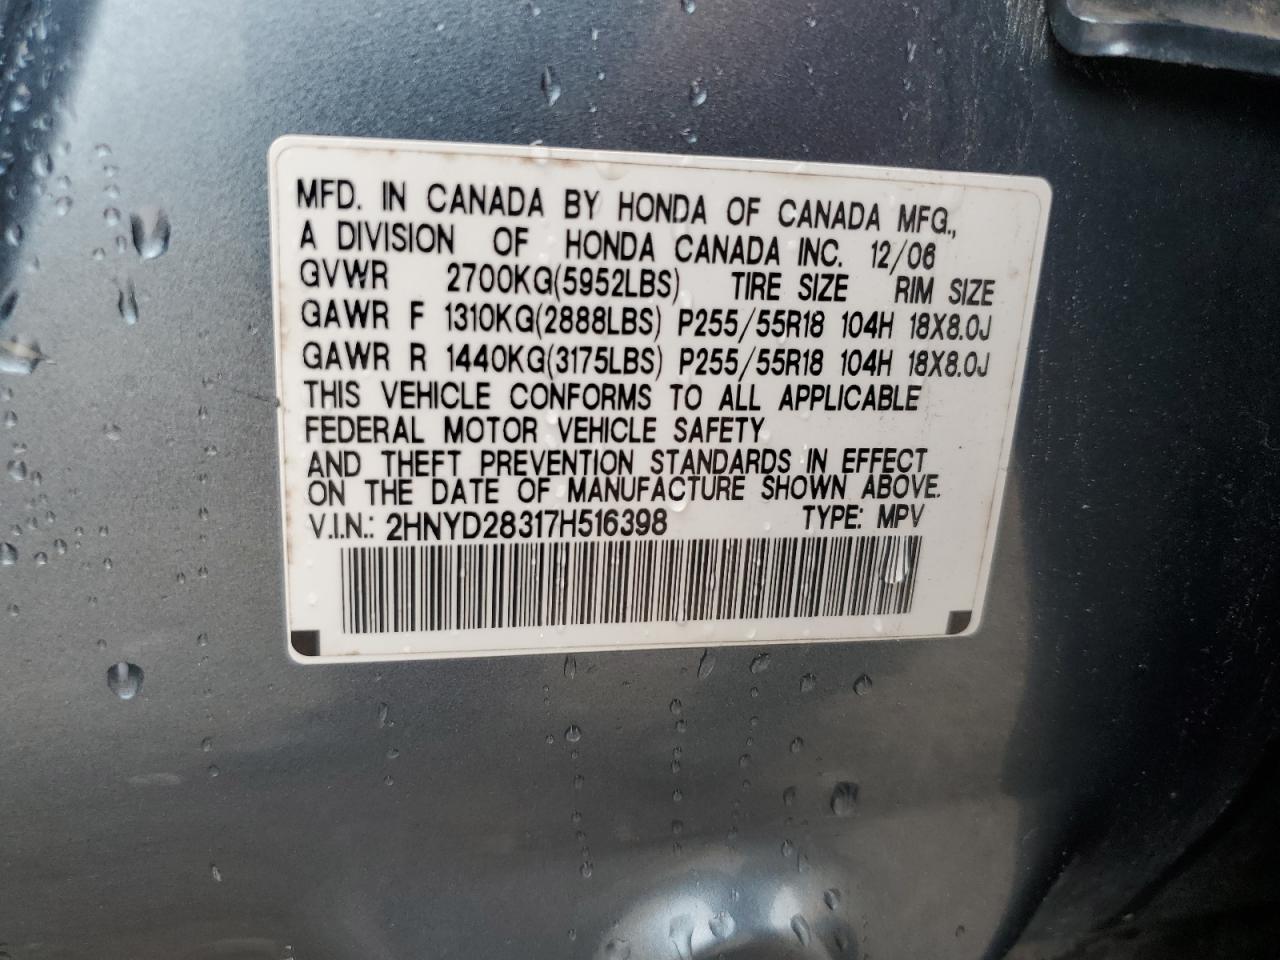 MFD. IN CANADA BY HONDA OF CANADA MFG.,
A DIVISION OF HONDA CANADA INC. 12/06
GVWR 2700KG(5952LBS) TIRE SIZE RIM SIZE
GAWR F 1310KG(2888LBS) P255/55R18 104H 18X8.0J
GAWR R 1440KG(3175LBS) P255/55R18 104H 18X8.0J
THIS VEHICLE CONFORMS TO ALL APPLICABLE
FEDERAL MOTOR VEHICLE SAFETY
AND THEFT PREVENTION STANDARDS IN EFFECT
ON THE DATE OF MANUFACTURE SHOWN ABOVE.
V.I.N.: 2HNYD28317H516398 TYPE: MPV